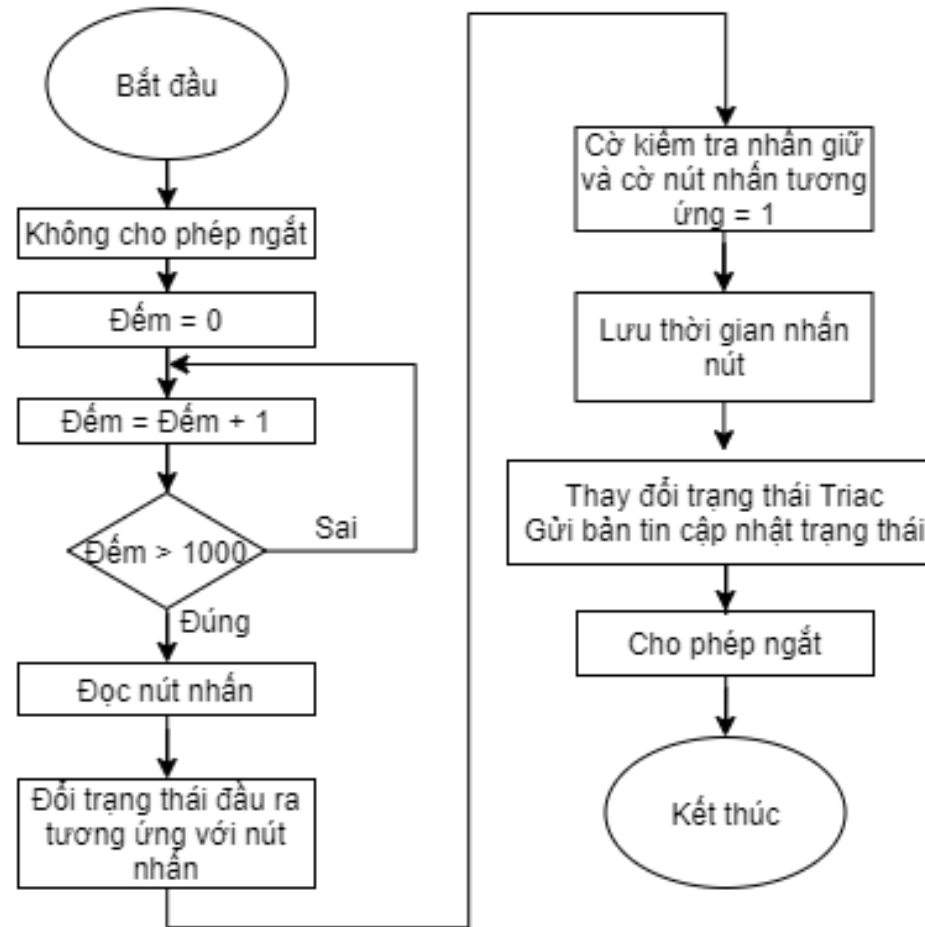 Bắt đầu
Không cho phép ngắt
Đếm = 0
Đếm = Đếm + 1
Đếm > 1000
Sai
Đúng
Đọc nút nhấn
Đổi trạng thái đầu ra
tương ứng với nút
nhấn
Cờ kiểm tra nhấn giữ
và cờ nút nhấn tương
ứng = 1
Lưu thời gian nhấn
nút
Thay đổi trạng thái Triac
Gửi bản tin cập nhật trạng thái
Cho phép ngắt
Kết thúc